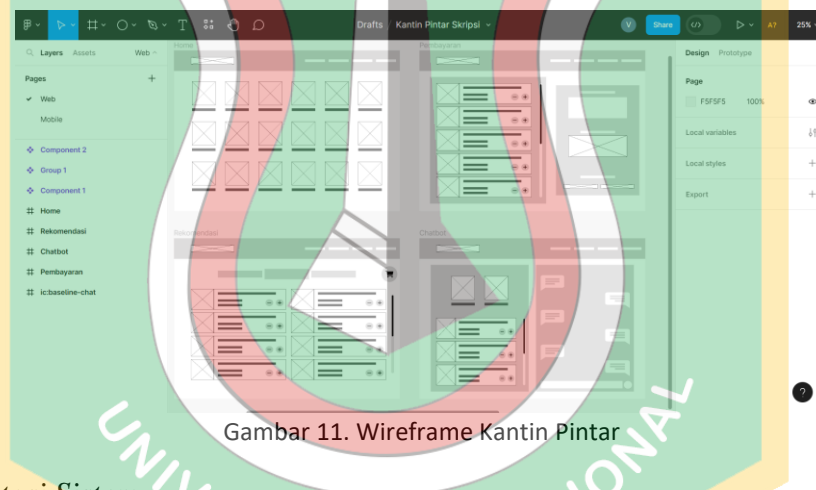 Drafts / Kantin Pintar Skripsi
V
Share
A?
25%
Layers Assets Web
Pages
Web
Mobile
Component 2
Group 1
Component 1
Home
Rekomendasi
Chatbot
Pembayaran
ic:baseline-chat
Home
Pembayaran
Rekomendasi
Chatbot
Design Prototype
Page
F5F5F5 100%
Local variables
Local styles
Export
?
Gambar 11. Wireframe Kantin Pintar